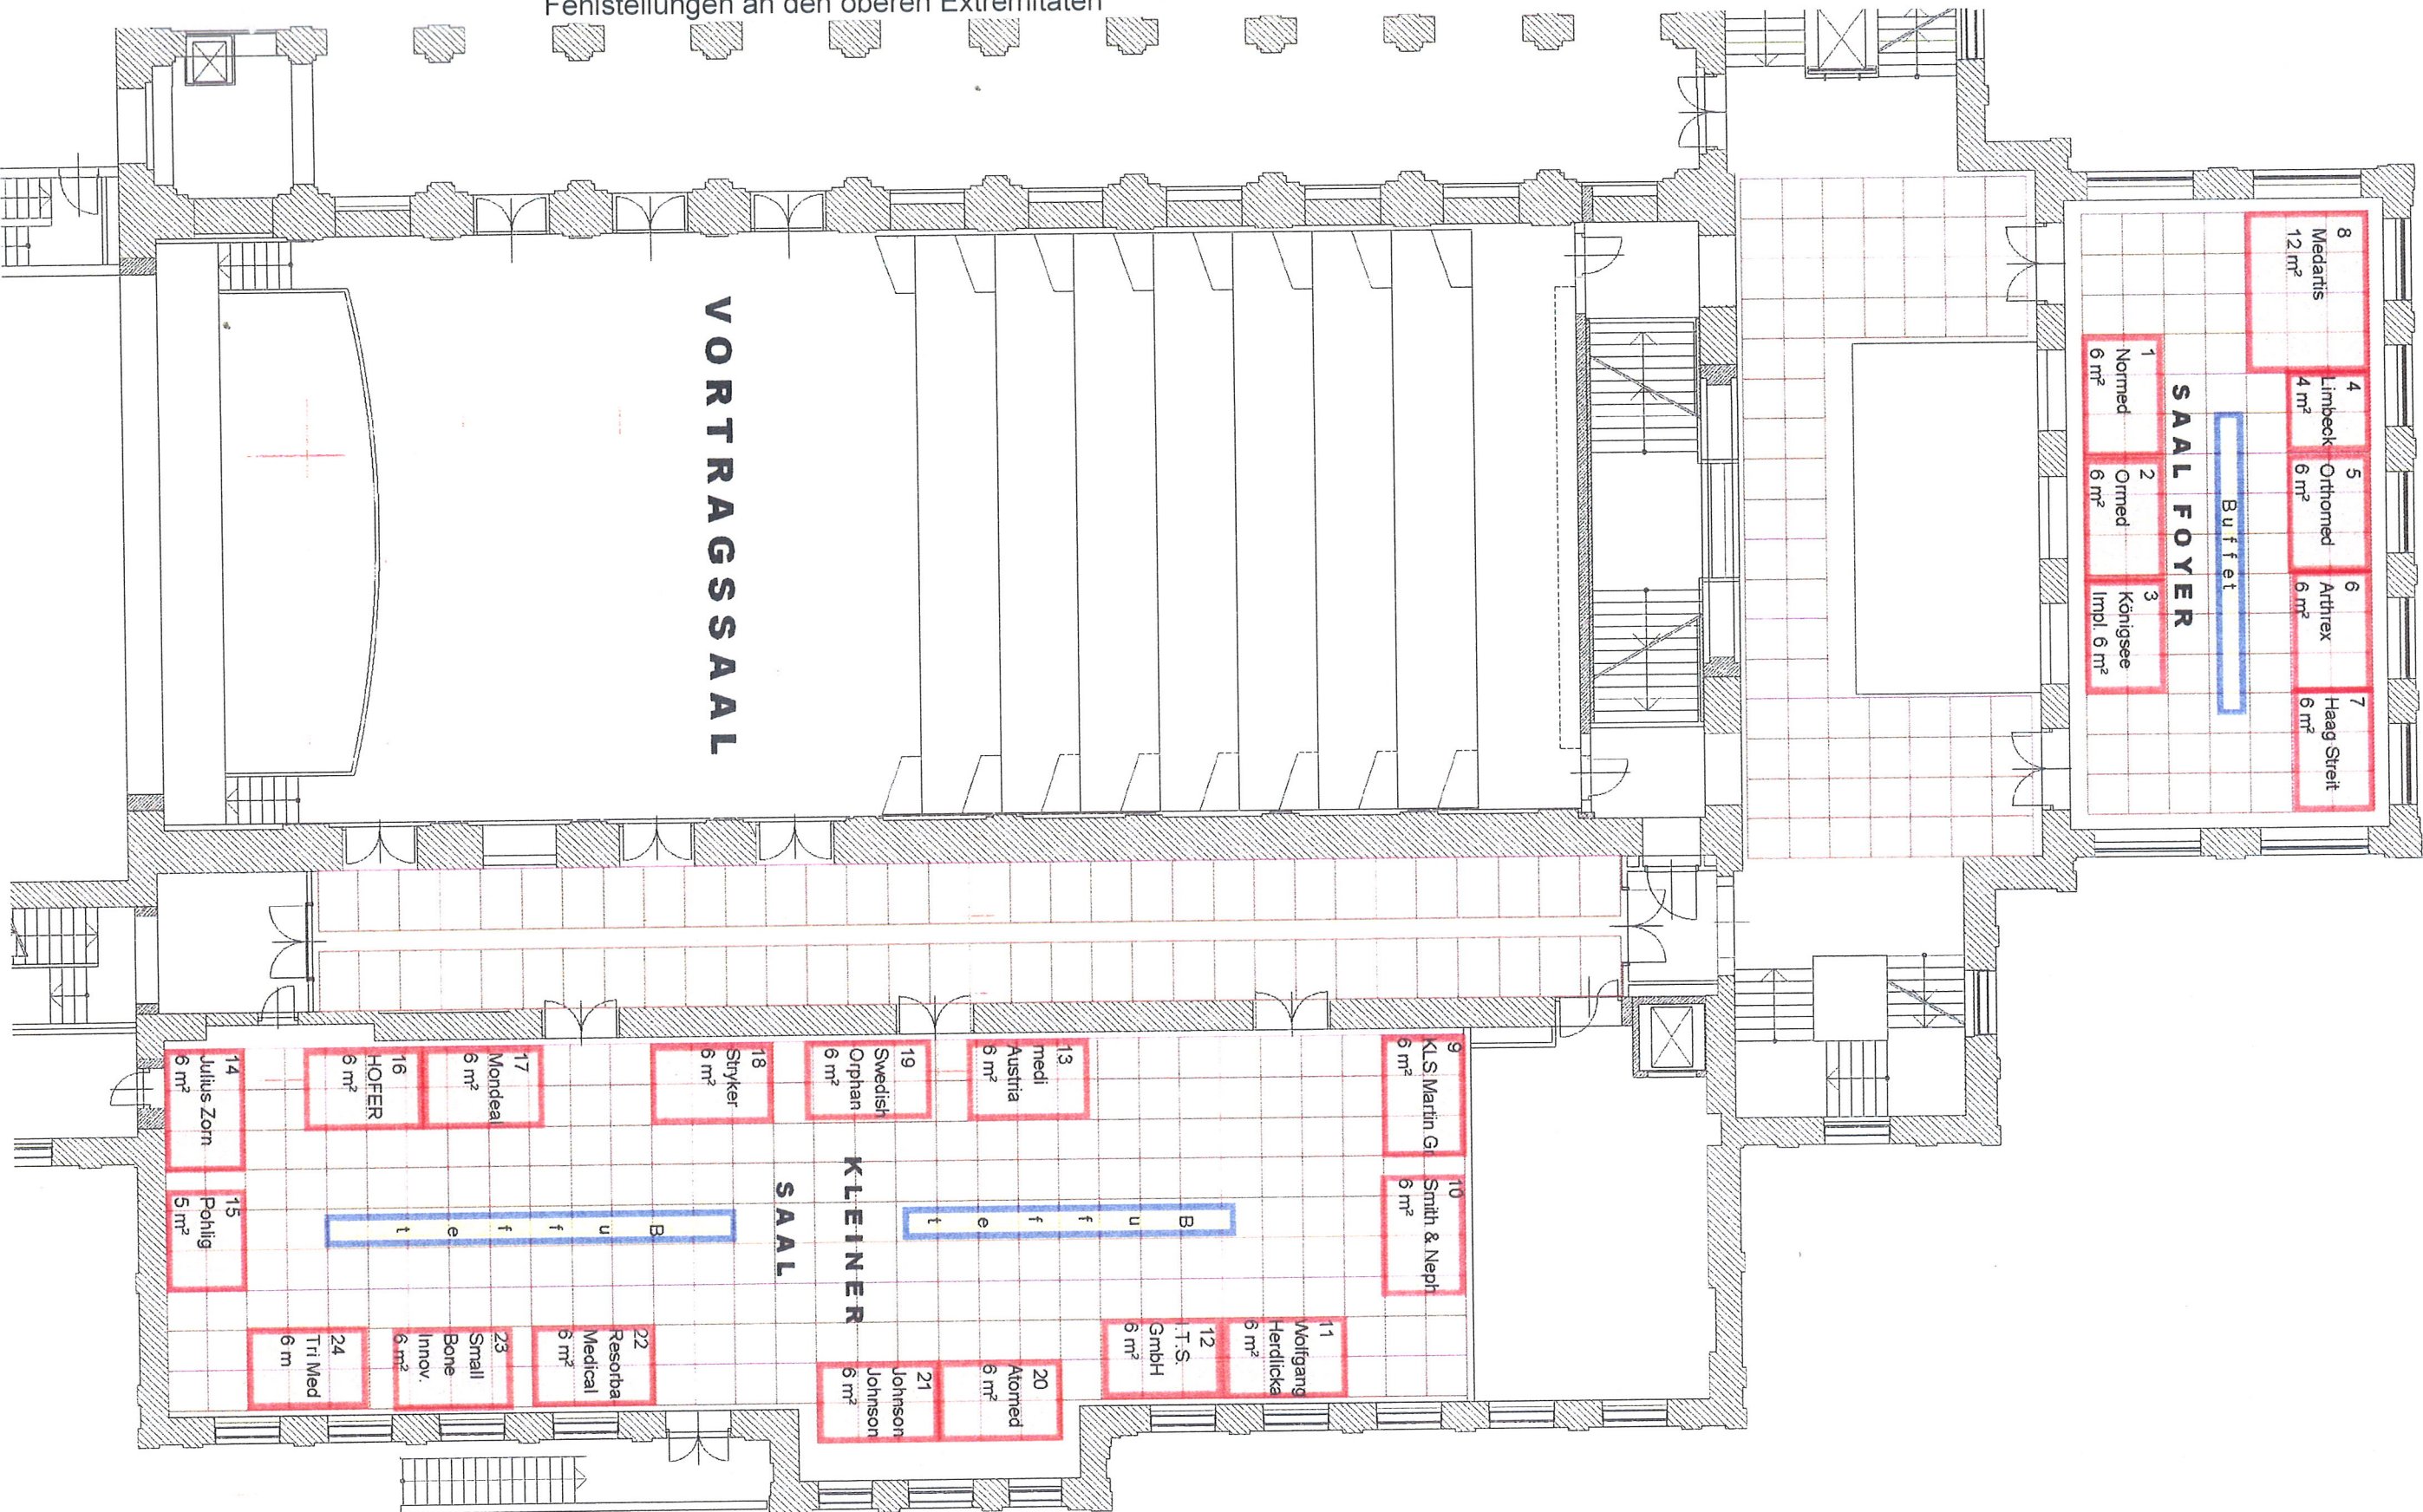 Fehlstellungen an den oberen Extremitäten
VORTRAGSSAAL
SAAL FOYER
Buffet
8
Medartis
12 m²
1
Normed
6 m²
2
Ormed
6 m²
3
Königsee
Impl. 6 m²
4
Limbeck
4 m²
5
Orthomed
6 m²
6
Arthrex
6 m²
7
Haag Streit
6 m²
KLEINER
SAAL
Buffet
Buffet
9
KLS Martin Gr
6 m²
10
Smith & Neph
6 m²
11
Wolfgang
Herdlicka
6 m²
12
I.T.S.
GmbH
6 m²
13
medi
Austria
6 m²
14
Julius Zorn
6 m²
15
Pohlig
5 m²
16
HOFER
6 m²
17
Mondeal
6 m²
18
Stryker
6 m²
19
Swedish
Orphan
6 m²
20
Atomed
6 m²
21
Johnson
Johnson
6 m²
22
Resorba
Medical
6 m²
23
Small
Bone
Innov.
6 m²
24
Tri Med
6 m